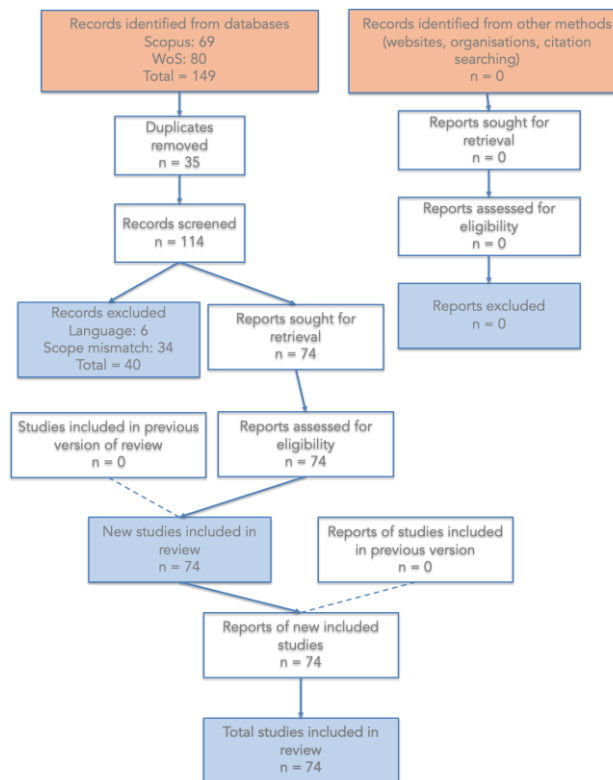 Records identified from databases
Scopus: 69
WoS: 80
Total = 149
Records identified from other methods
(websites, organisations, citation
searching)
n = 0
Duplicates
removed
n = 35
Reports sought for
retrieval
n = 0
Records screened
n = 114
Reports assessed for
eligibility
n = 0
Records excluded
Language: 6
Scope mismatch: 34
Total = 40
Reports sought for
retrieval
n = 74
Reports excluded
n = 0
Studies included in previous
version of review
n = 0
Reports assessed for
eligibility
n = 74
New studies included in
review
n = 74
Reports of studies included
in previous version
n = 0
Reports of new included
studies
n = 74
Total studies included in
review
n = 74